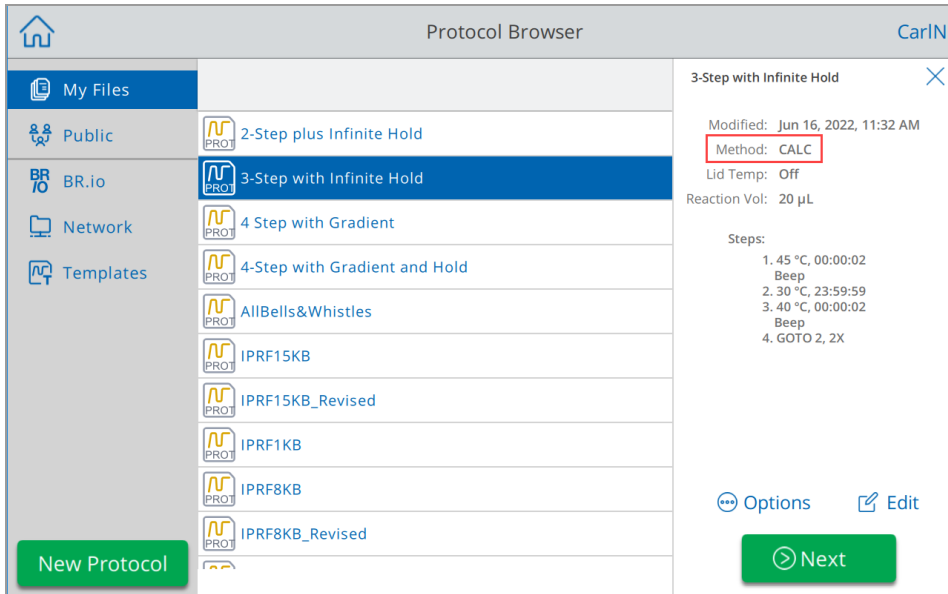 Protocol Browser
CarlN
My Files
Public
BR.io
Network
Templates
New Protocol
PROT 2-Step plus Infinite Hold
PROT 3-Step with Infinite Hold
PROT 4 Step with Gradient
PROT 4-Step with Gradient and Hold
PROT AllBells&Whistles
PROT IPRF15KB
PROT IPRF15KB_Revised
PROT IPRF1KB
PROT IPRF8KB
PROT IPRF8KB_Revised
3-Step with Infinite Hold
Modified: Jun 16, 2022, 11:32 AM
Method: CALC
Lid Temp: Off
Reaction Vol: 20 µL
Steps:
1. 45 °C, 00:00:02
Beep
2. 30 °C, 23:59:59
3. 40 °C, 00:00:02
Beep
4. GOTO 2, 2X
Options
Edit
Next